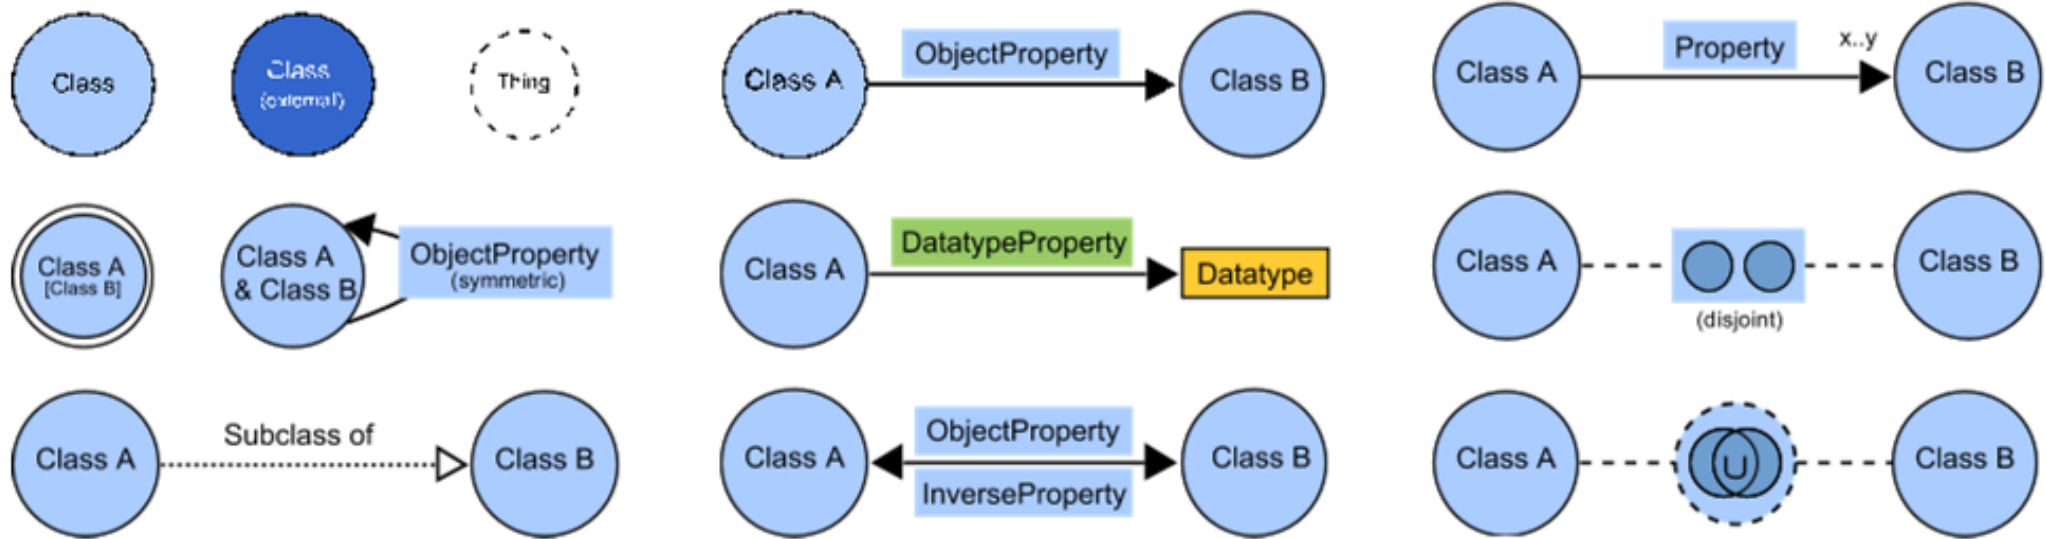 Class
Class
(external)
Thing
Class A
ObjectProperty
Class B
Class A
Property
x..y
Class B
Class A
[Class B]
Class A
& Class B
ObjectProperty
(symmetric)
Class A
DatatypeProperty
Datatype
Class A
(disjoint)
Class B
Class A
Subclass of
Class B
Class A
ObjectProperty
InverseProperty
Class B
Class A
U
Class B